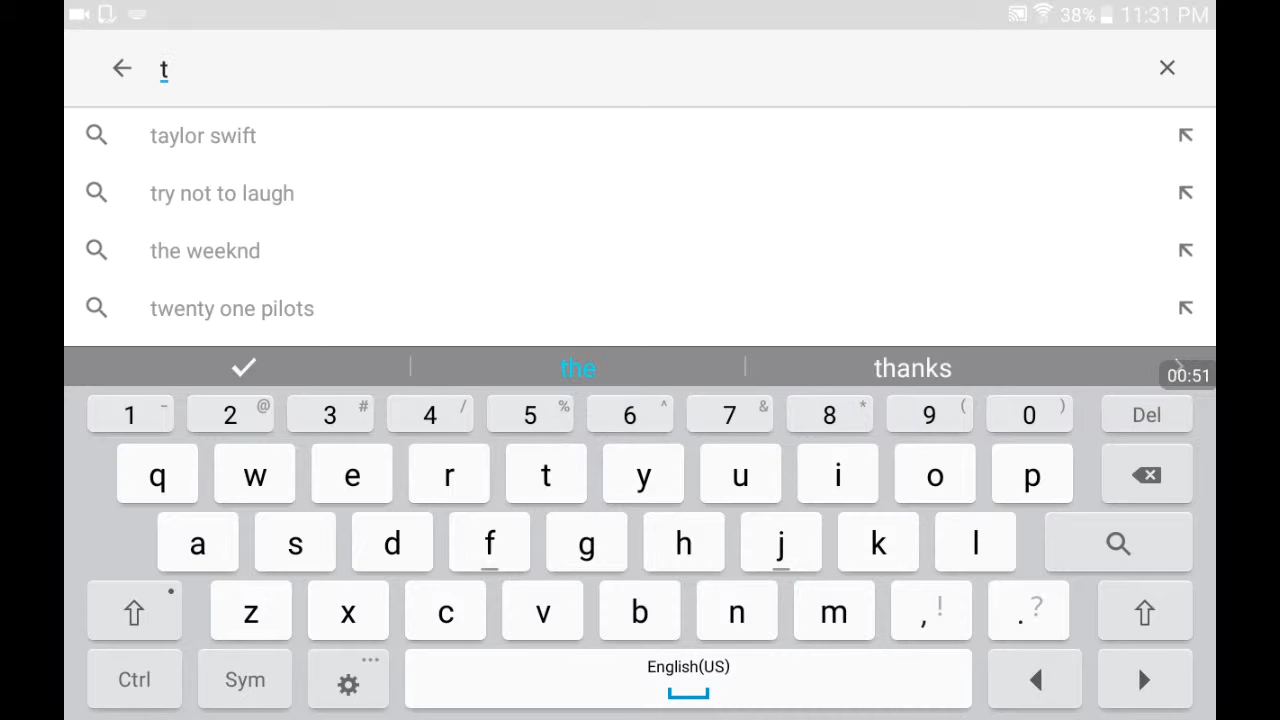 38% 11:31 PM
t
taylor swift
try not to laugh
the weeknd
twenty one pilots
the thanks
00:51
1 - 2 @ 3 # 4 / 5 % 6 ^ 7 & 8 * 9 ( 0 ) Del
q w e r t y u i o p
a s d f g h j k l
z x c v b n m , ! . ?
Ctrl Sym ... English(US)